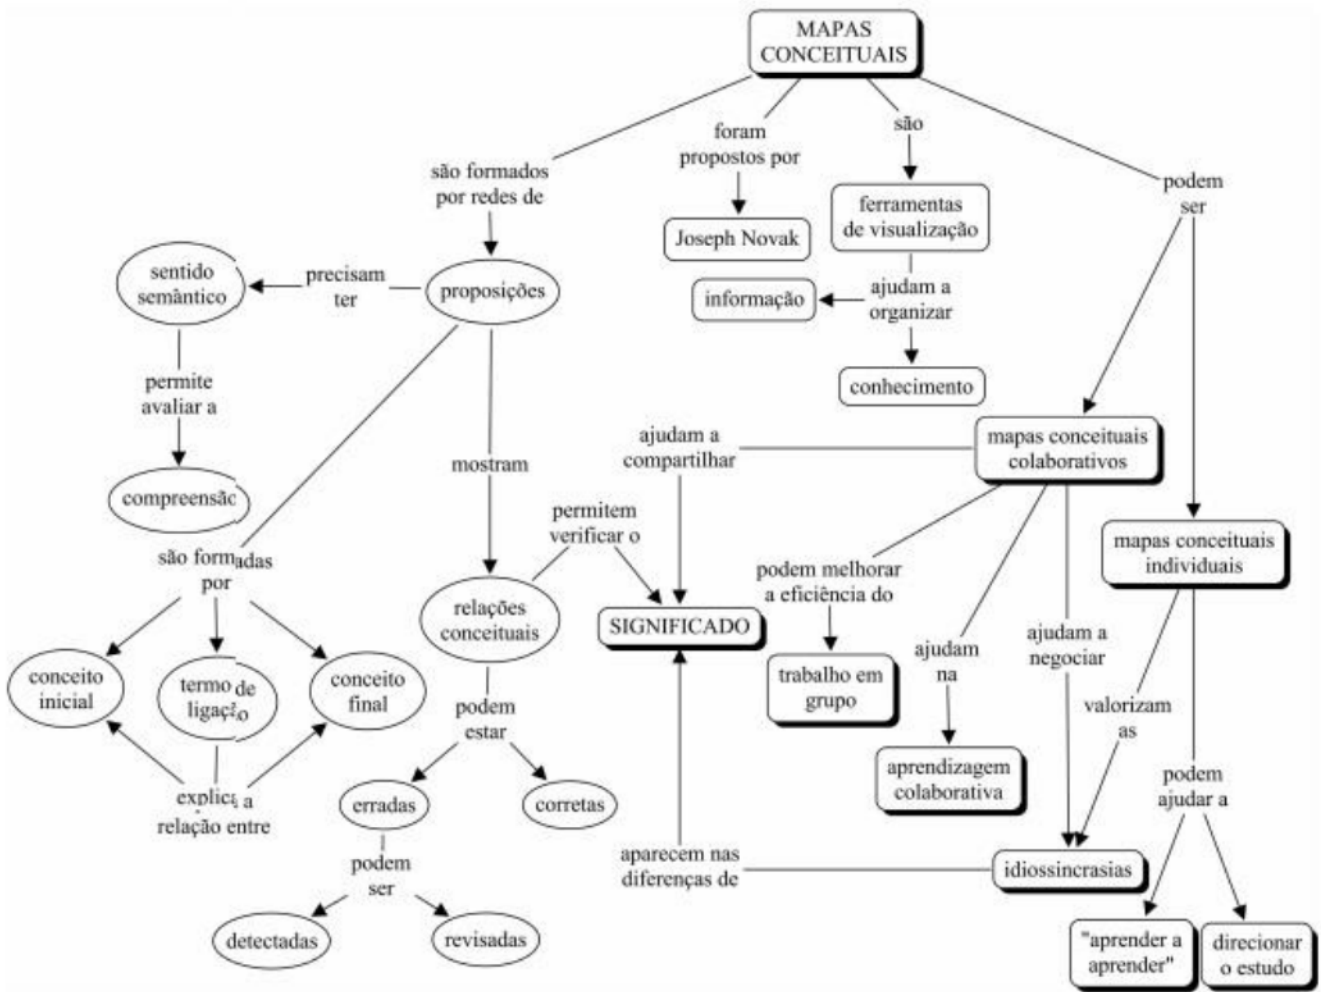 MAPAS
CONCEITUAIS
são formados
por redes de
foram
propostos por
são
podem
ser
Joseph Novak
ferramentas
de visualização
sentido
semântico
precisam
ter
proposições
informação
ajudam a
organizar
conhecimento
permite
avaliar a
compreensão
mostram
ajudam a
compartilhar
mapas conceituais
colaborativos
permitem
verificar o
mapas conceituais
individuais
são formadas
por
relações
conceituais
SIGNIFICADO
podem melhorar
a eficiência do
ajudam
na
ajudam a
negociar
conceito
inicial
termo de
ligação
conceito
final
trabalho em
grupo
valorizam
as
podem
estar
aprendizagem
colaborativa
podem
ajudar a
explica a
relação entre
erradas
corretas
podem
ser
aparecem nas
diferenças de
idiossincrasias
detectadas
revisadas
"aprender a
aprender"
direcionar
o estudo